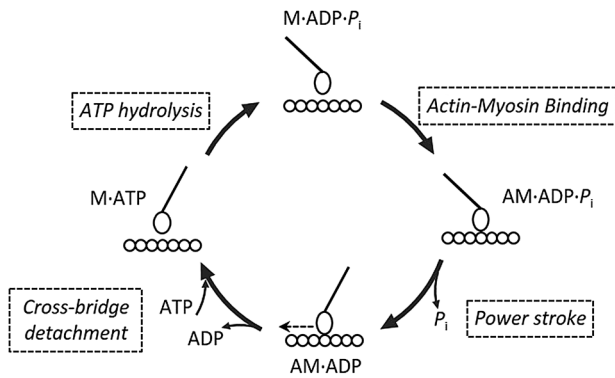 M·ADP·Pi
ATP hydrolysis
Actin-Myosin Binding
M·ATP
AM·ADP·Pi
Cross-bridge
detachment
ATP
ADP
Pi
Power stroke
AM·ADP